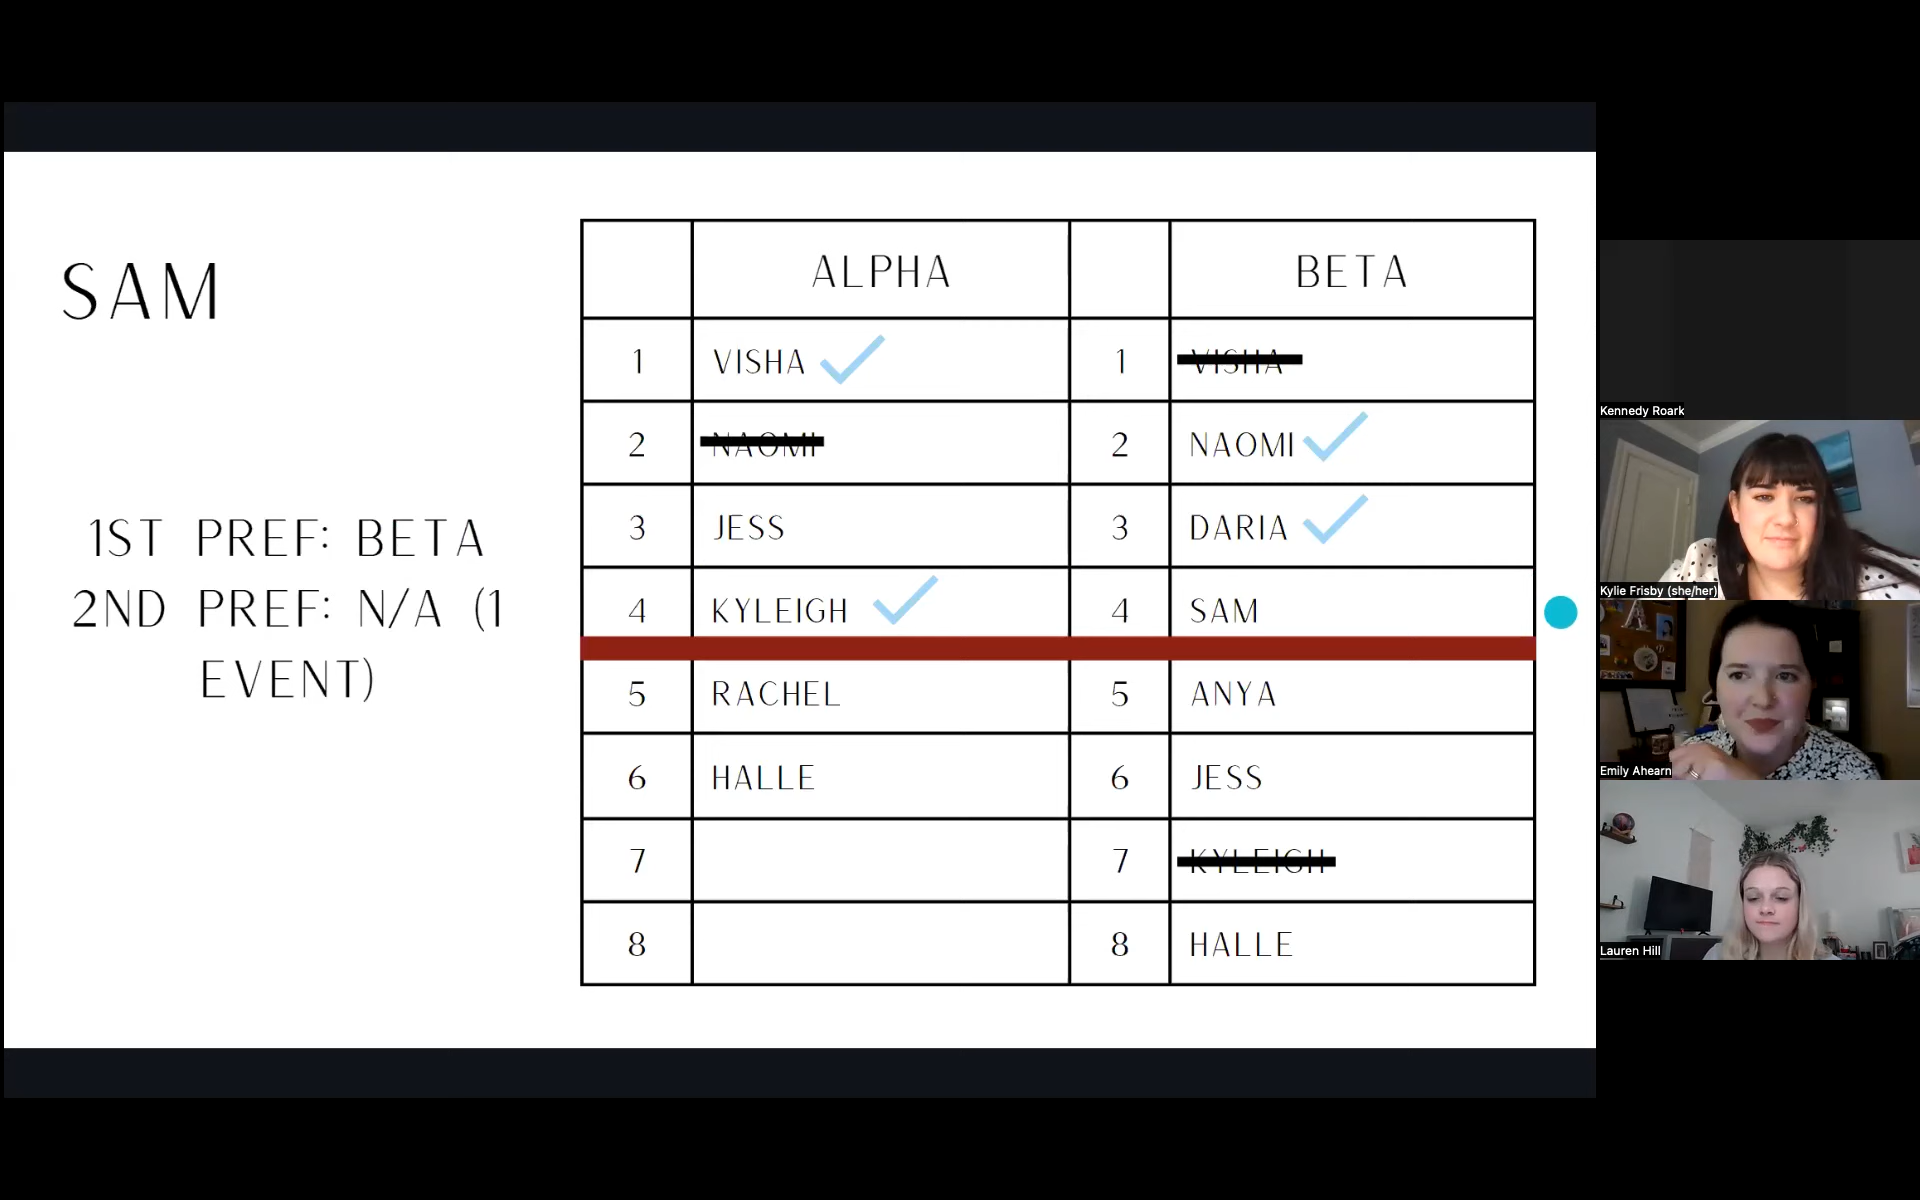 SAM
1ST PREF: BETA
2ND PREF: N/A (1
EVENT)
ALPHA BETA
1 VISHA 1 VISHA
2 NAOMI 2 NAOMI
3 JESS 3 DARIA
4 KYLEIGH 4 SAM
5 RACHEL 5 ANYA
6 HALLE 6 JESS
7 7 KYLEIGH
8 8 HALLE
Kennedy Roark
Kylie Frisby (she/her)
Emily Ahearn
Lauren Hill